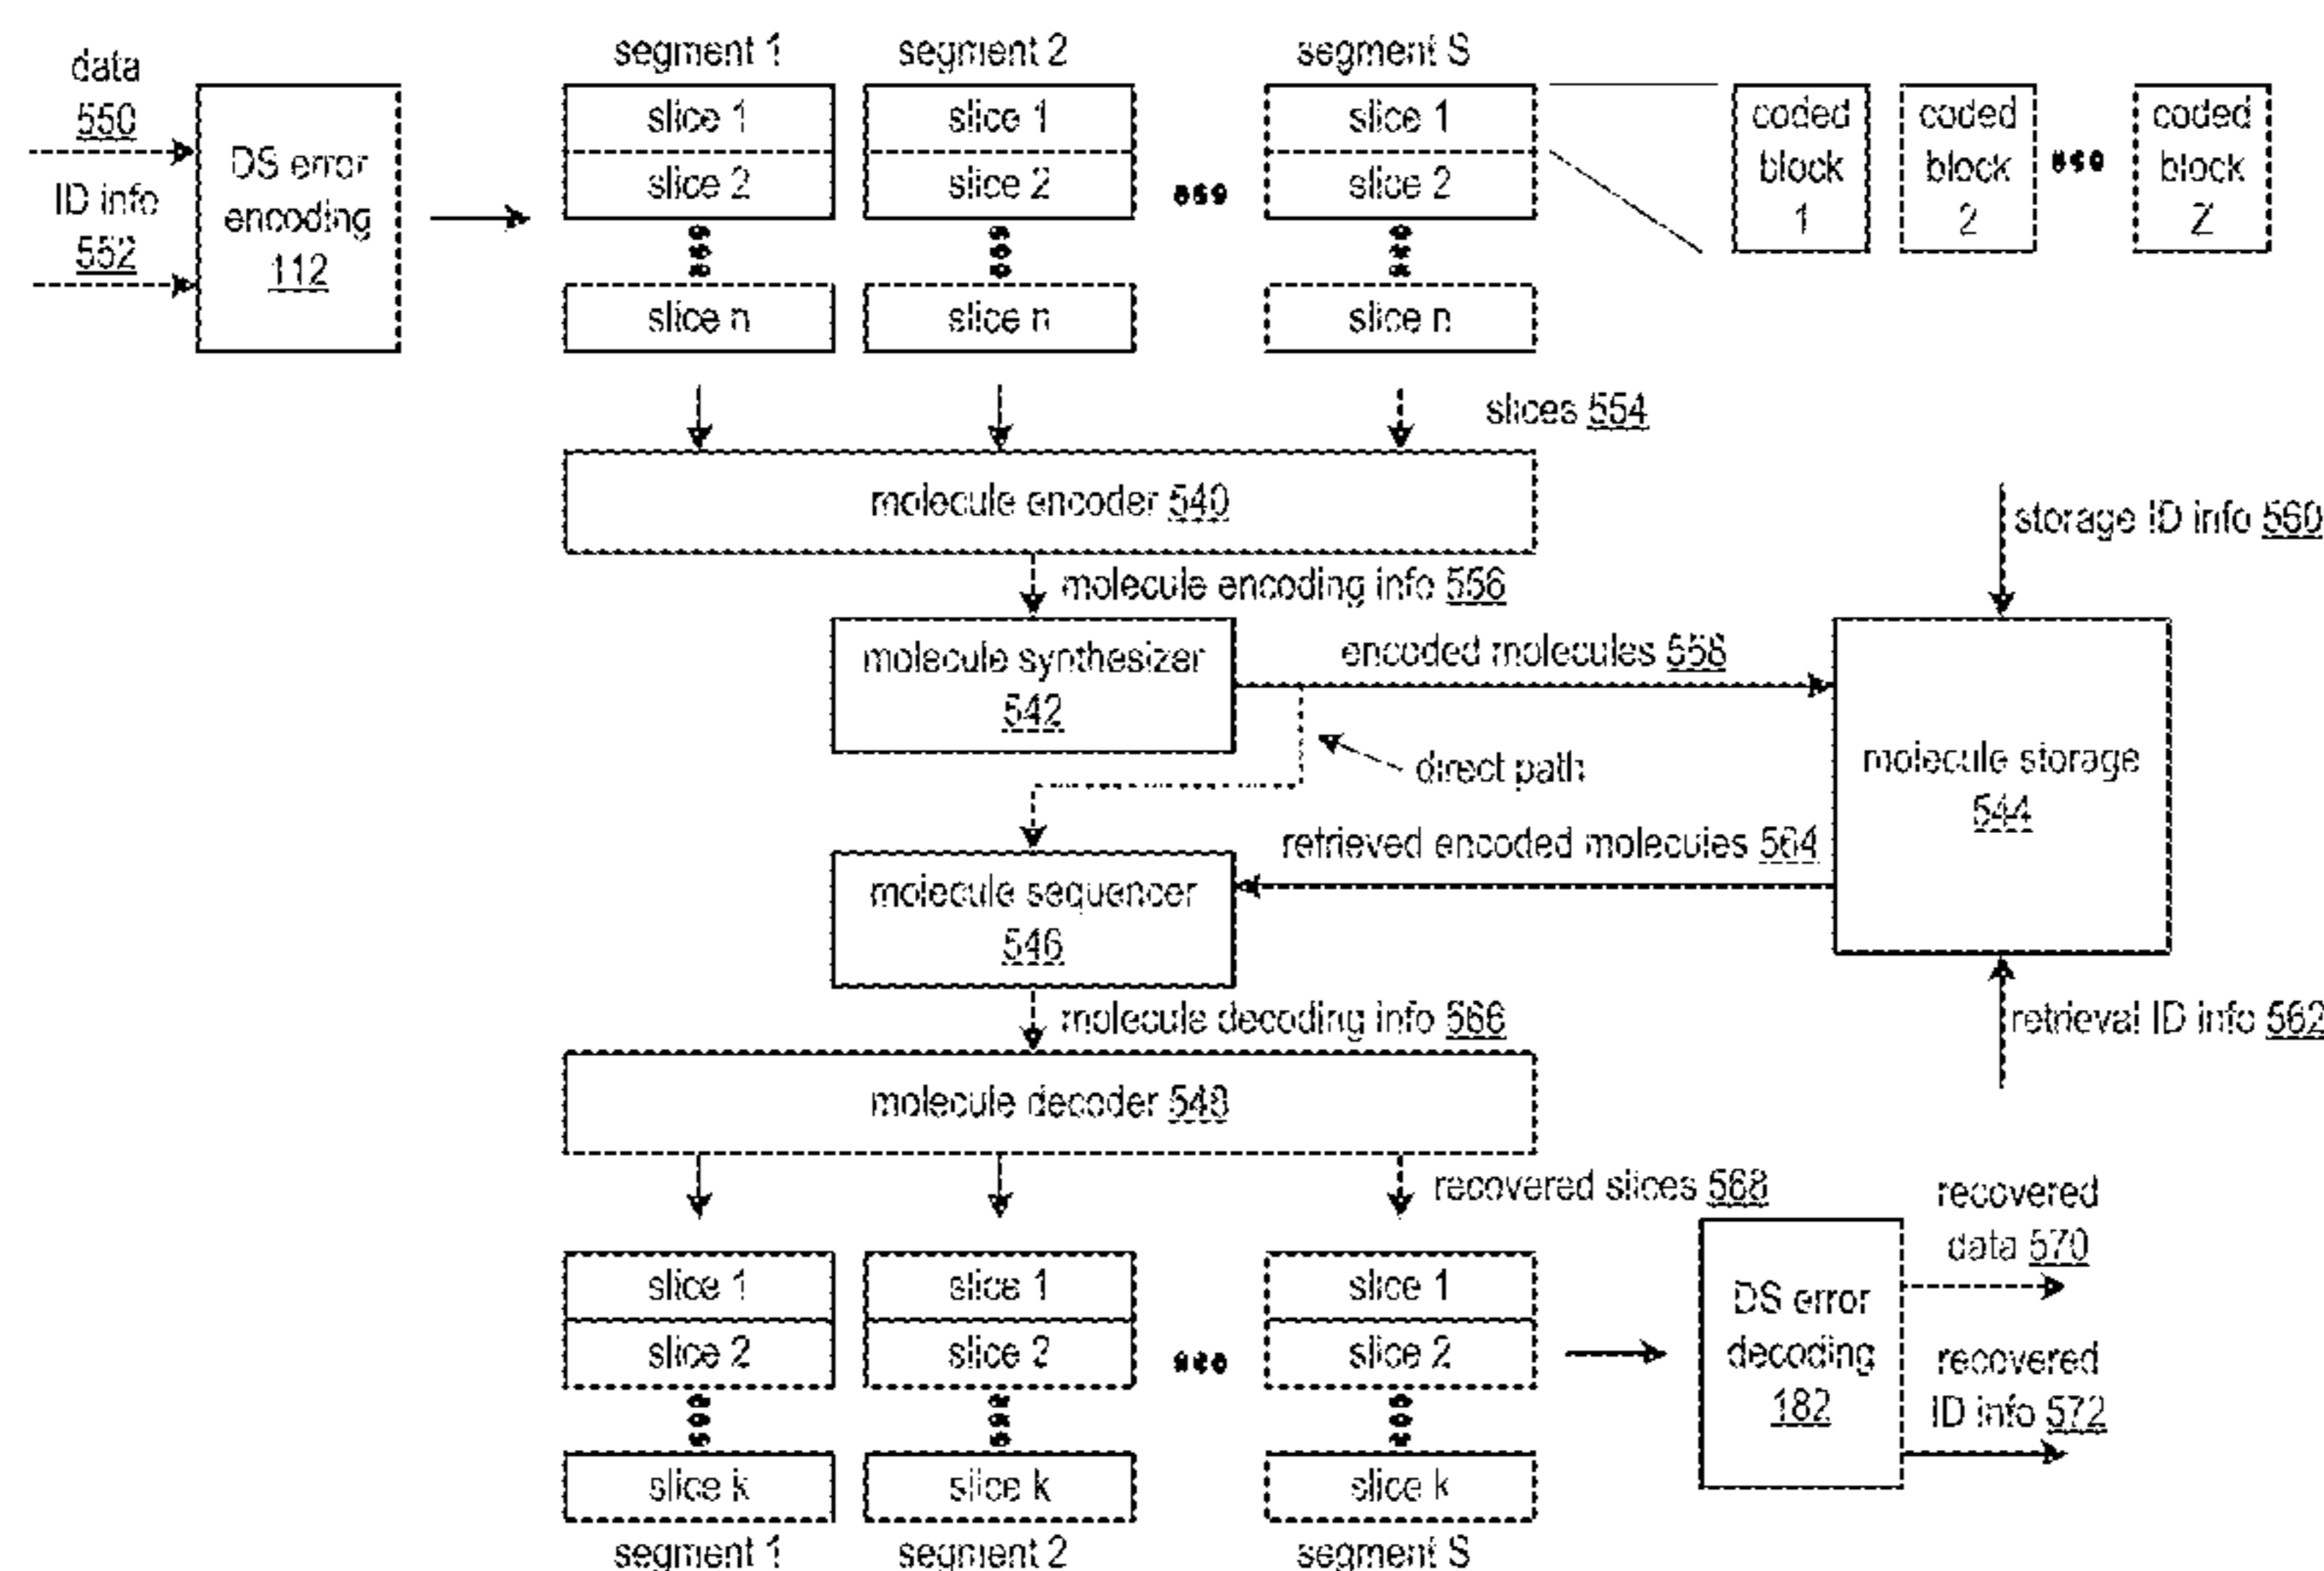 segment 1
segment 2
segment S
data
550
ID info
552
DS error
encoding
112
slice 1
slice 2
slice n
slice 1
slice 2
slice n
slice 1
slice 2
slice n
coded
block
1
coded
block
2
coded
block
Z
slices 554
molecule encoder 540
storage ID info 560
molecule encoding info 556
molecule synthesizer
542
encoded molecules 558
direct path
molecule storage
544
retrieved encoded molecules 564
molecule sequencer
546
molecule decoding info 566
retrieval ID info 562
molecule decoder 548
recovered slices 568
slice 1
slice 2
slice k
slice 1
slice 2
slice k
slice 1
slice 2
slice k
DS error
decoding
182
recovered
data 570
recovered
ID info 572
segment 1
segment 2
segment S